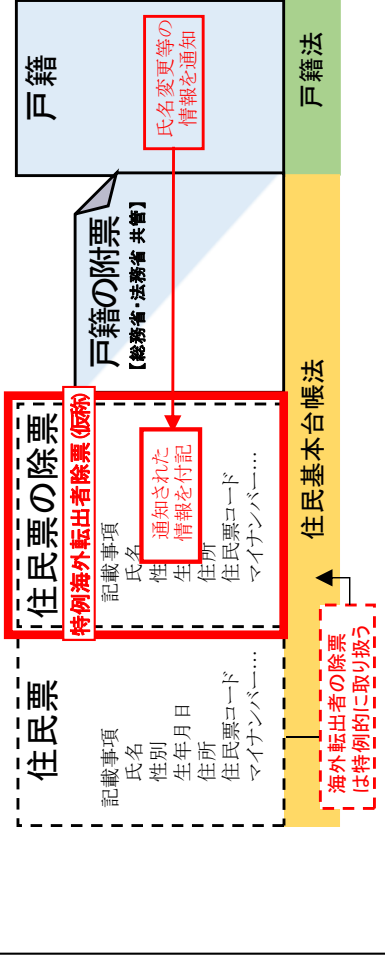 住民票
記載事項
氏名
性別
生年月日
住所
住民票コード
マイナンバー…
住民票の除票
特例海外転出者除票(仮称)
記載事項
氏名
性
生
住所
住民票コード
マイナンバー…
通知された
情報を付記
戸籍の附票
【総務省・法務省 共管】
戸籍
氏名変更等の
情報を通知
住民基本台帳法
戸籍法
海外転出者の除票
は特例的に取り扱う